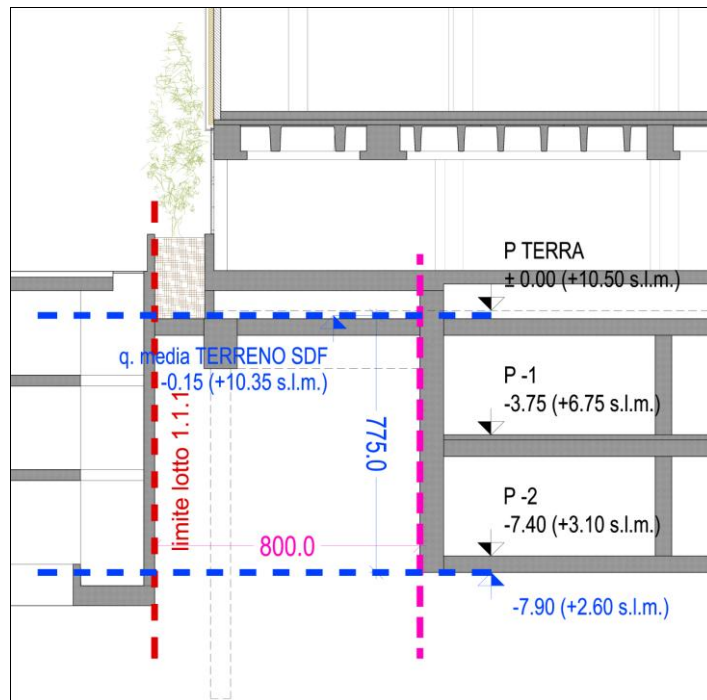 P TERRA
± 0.00 (+10.50 s.l.m.)
q. media TERRENO SDF
-0.15 (+10.35 s.l.m.)
limite lotto 1.1.1
775.0
P -1
-3.75 (+6.75 s.l.m.)
P -2
-7.40 (+3.10 s.l.m.)
800.0
-7.90 (+2.60 s.l.m.)